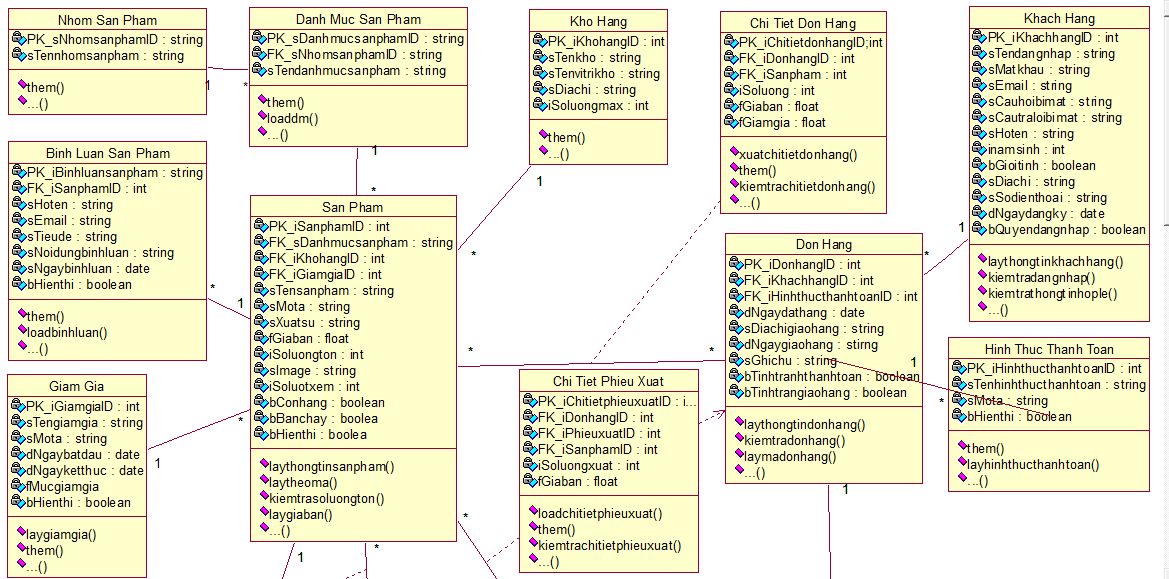 Nhom San Pham
PK_sNhomsanphamID : string
sTennhomsanpham : string
them()
...()
Danh Muc San Pham
PK_sDanhmucsanphamID : string
FK_sNhomsanphamID : string
sTendanhmucsanpham : string
them()
loaddm()
...()
Kho Hang
PK_iKhohangID : int
sTenkho : string
sTenvitrikho : string
sDiachi : string
iSoluongmax : int
them()
...()
Chi Tiet Don Hang
PK_iChitietdonhangID;int
FK_iDonhangID : int
FK_iSanpham : int
iSoluong : int
fGiaban : float
fGiamgia : float
xuatchitietdonhang()
them()
kiemtrachitietdonhang()
...()
Khach Hang
PK_iKhachhangID : int
sTendangnhap : string
sMatkhau : string
sEmail : string
sCauhoibimat : string
sCautraloibimat : string
sHoten : string
inamsinh : int
bGioitinh : boolean
sDiachi : string
sSodienthoai : string
dNgaydangky : date
bQuyendangnhap : boolean
laythongtinkhachhang()
kiemtradangnhap()
kiemtrathongtinhople()
...()
Binh Luan San Pham
PK_iBinhluansanpham : string
FK_iSanphamID : int
sHoten : string
sEmail : string
sTieude : string
sNoidungbinhluan : string
sNgaybinhluan : date
bHienthi : boolean
them()
loadbinhluan()
...()
San Pham
PK_iSanphamID : int
FK_sDanhmucsanpham : string
FK_iKhohangID : int
FK_iGiamgiaID : int
sTensanpham : string
sMota : string
sXuatsu : string
fGiaban : float
iSoluongton : int
sImage : string
iSoluotxem : int
bConhang : boolean
bBanchay : boolea
bHienthi : boolea
laythongtinsanpham()
laytheoma()
kiemtrasoluongton()
laygiaban()
...()
Don Hang
PK_iDonhangID : int
FK_iKhachhangID : int
FK_iHinhthucthanhtoanID : int
dNgaydathang : date
sDiachigiaohang : string
dNgaygiaohang : stirng
sGhichu : string
bTinhtranhthanhtoan : boolean
bTinhtrangiaohang : boolean
laythongtindonhang()
kiemtradonhang()
laymadonhang()
...()
Giam Gia
PK_iGiamgiaID : int
sTengiamgia : string
sMota : string
dNgaybatdau : date
dNgayketthuc : date
fMucgiamgia
bHienthi : boolean
laygiamgia()
them()
...()
Chi Tiet Phieu Xuat
PK_iChitietphieuxuatID : i...
FK_iDonhangID : int
FK_iPhieuxuatID : int
FK_iSanphamID : int
iSoluongxuat : int
fGiaban : float
loadchitietphieuxuat()
them()
kiemtrachitietphieuxuat()
...()
Hinh Thuc Thanh Toan
PK_iHinhthucthanhtoanID : int
sTenhinhthucthanhtoan : string
sMota : string
bHienthi : boolean
them()
layhinhthucthanhtoan()
...()
1
*
1
*
1
*
*
1
1
*
*
*
1
*
1
*
1
1
*
*